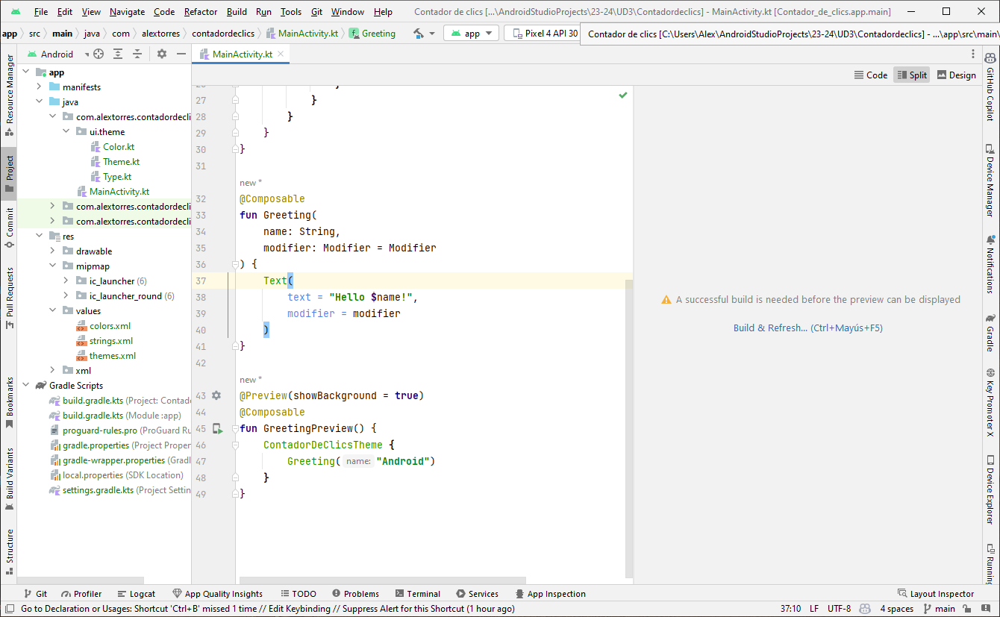 File Edit View Navigate Code Refactor Build Run Tools Git Window Help Contador de clics [...\AndroidStudioProjects\23-24\UD3\Contadordeclics] - MainActivity.kt [Contador_de_clics.app.main]
app src main java com alextorres contadordeclics MainActivity.kt Greeting app Pixel 4 API 30
Contador de clics [C:\Users\Alex\AndroidStudioProjects\23-24\UD3\Contadordeclics] - ...\app\src\main\
Android
MainActivity.kt
Code Split Design
Resource Manager
Project
Commit
Pull Requests
Bookmarks
Build Variants
Structure
app
manifests
java
com.alextorres.contadordecli
ui.theme
Color.kt
Theme.kt
Type.kt
MainActivity.kt
com.alextorres.contadordecli
com.alextorres.contadordecli
res
drawable
mipmap
ic_launcher (6)
ic_launcher_round (6)
values
colors.xml
strings.xml
themes.xml
xml
Gradle Scripts
build.gradle.kts (Project: Contado
build.gradle.kts (Module :app)
proguard-rules.pro (ProGuard Ru
gradle.properties (Project Proper
gradle-wrapper.properties (Gradl
local.properties (SDK Location)
settings.gradle.kts (Project Settin
27 }
28 }
29 }
30 }
31
new *
32 @Composable
33 fun Greeting(
34 name: String,
35 modifier: Modifier = Modifier
36 ) {
37 Text(
38 text = "Hello $name!",
39 modifier = modifier
40 )
41 }
42
new *
43 @Preview(showBackground = true)
44 @Composable
45 fun GreetingPreview() {
46 ContadorDeClicsTheme {
47 Greeting( name: "Android")
48 }
49 }
A successful build is needed before the preview can be displayed
Build & Refresh... (Ctrl+Mayús+F5)
GitHub Copilot
Device Manager
Notifications
Gradle
Key Promoter X
Device Explorer
Running
Git Profiler Logcat App Quality Insights TODO Problems Terminal Services App Inspection Layout Inspector
Go to Declaration or Usages: Shortcut 'Ctrl+B' missed 1 time // Edit Keybinding // Suppress Alert for this Shortcut (1 hour ago) 37:10 LF UTF-8 4 spaces main